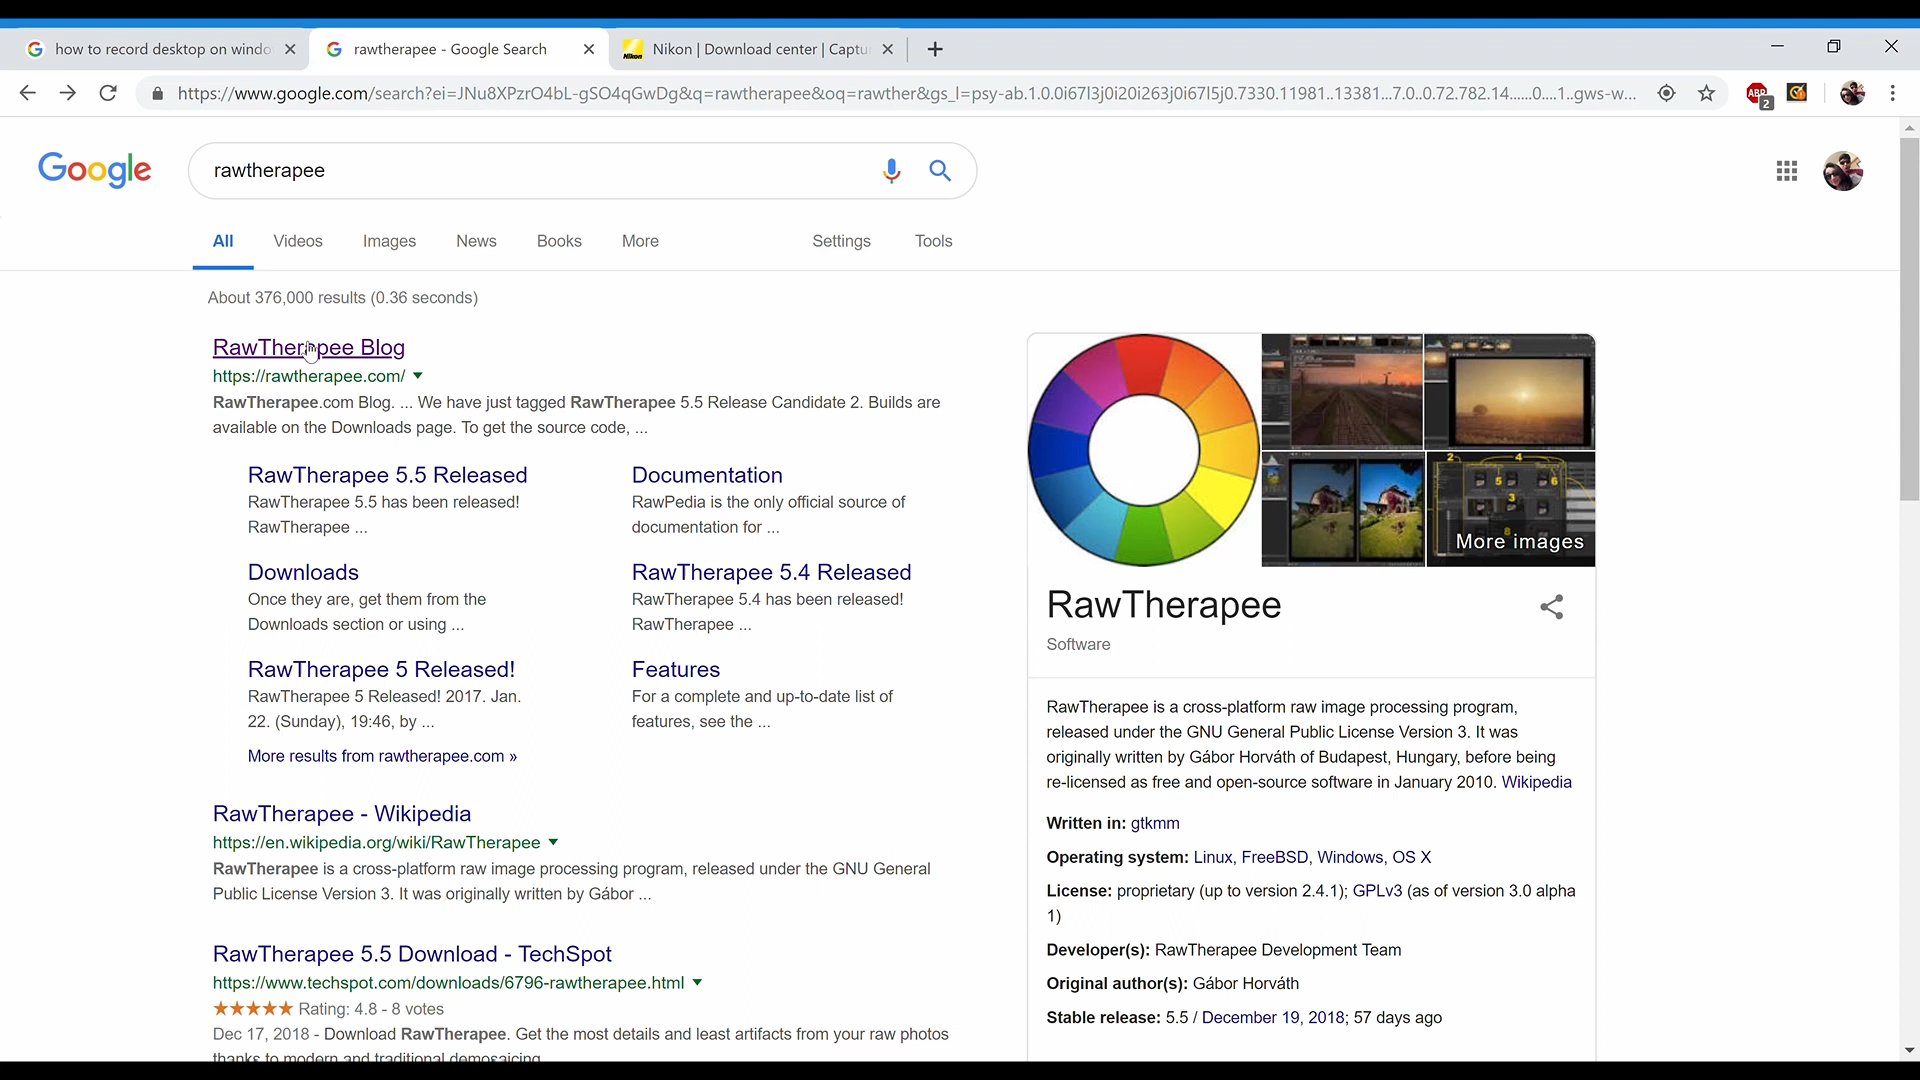 how to record desktop on windo
rawtherapee - Google Search
Nikon | Download center | Captu
https://www.google.com/search?ei=JNu8XPzrO4bL-gSO4qGwDg&q=rawtherapee&oq=rawther&gs_l=psy-ab.1.0.0i67l3j0i20i263j0i67l5j0.7330.11981..13381...7.0..0.72.782.14......0....1..gws-w...
ABP
2
Google
rawtherapee
All
Videos
Images
News
Books
More
Settings
Tools
About 376,000 results (0.36 seconds)
RawTherapee Blog
https://rawtherapee.com/
RawTherapee.com Blog. ... We have just tagged RawTherapee 5.5 Release Candidate 2. Builds are
available on the Downloads page. To get the source code, ...
RawTherapee 5.5 Released
RawTherapee 5.5 has been released!
RawTherapee ...
Documentation
RawPedia is the only official source of
documentation for ...
Downloads
Once they are, get them from the
Downloads section or using ...
RawTherapee 5.4 Released
RawTherapee 5.4 has been released!
RawTherapee ...
RawTherapee 5 Released!
RawTherapee 5 Released! 2017. Jan.
22. (Sunday), 19:46, by ...
Features
For a complete and up-to-date list of
features, see the ...
More results from rawtherapee.com »
RawTherapee - Wikipedia
https://en.wikipedia.org/wiki/RawTherapee
RawTherapee is a cross-platform raw image processing program, released under the GNU General
Public License Version 3. It was originally written by Gábor ...
RawTherapee 5.5 Download - TechSpot
https://www.techspot.com/downloads/6796-rawtherapee.html
Rating: 4.8 - 8 votes
Dec 17, 2018 - Download RawTherapee. Get the most details and least artifacts from your raw photos
thanks to modern and traditional demosaicing
More images
RawTherapee
Software
RawTherapee is a cross-platform raw image processing program,
released under the GNU General Public License Version 3. It was
originally written by Gábor Horváth of Budapest, Hungary, before being
re-licensed as free and open-source software in January 2010. Wikipedia
Written in: gtkmm
Operating system: Linux, FreeBSD, Windows, OS X
License: proprietary (up to version 2.4.1); GPLv3 (as of version 3.0 alpha
1)
Developer(s): RawTherapee Development Team
Original author(s): Gábor Horváth
Stable release: 5.5 / December 19, 2018; 57 days ago